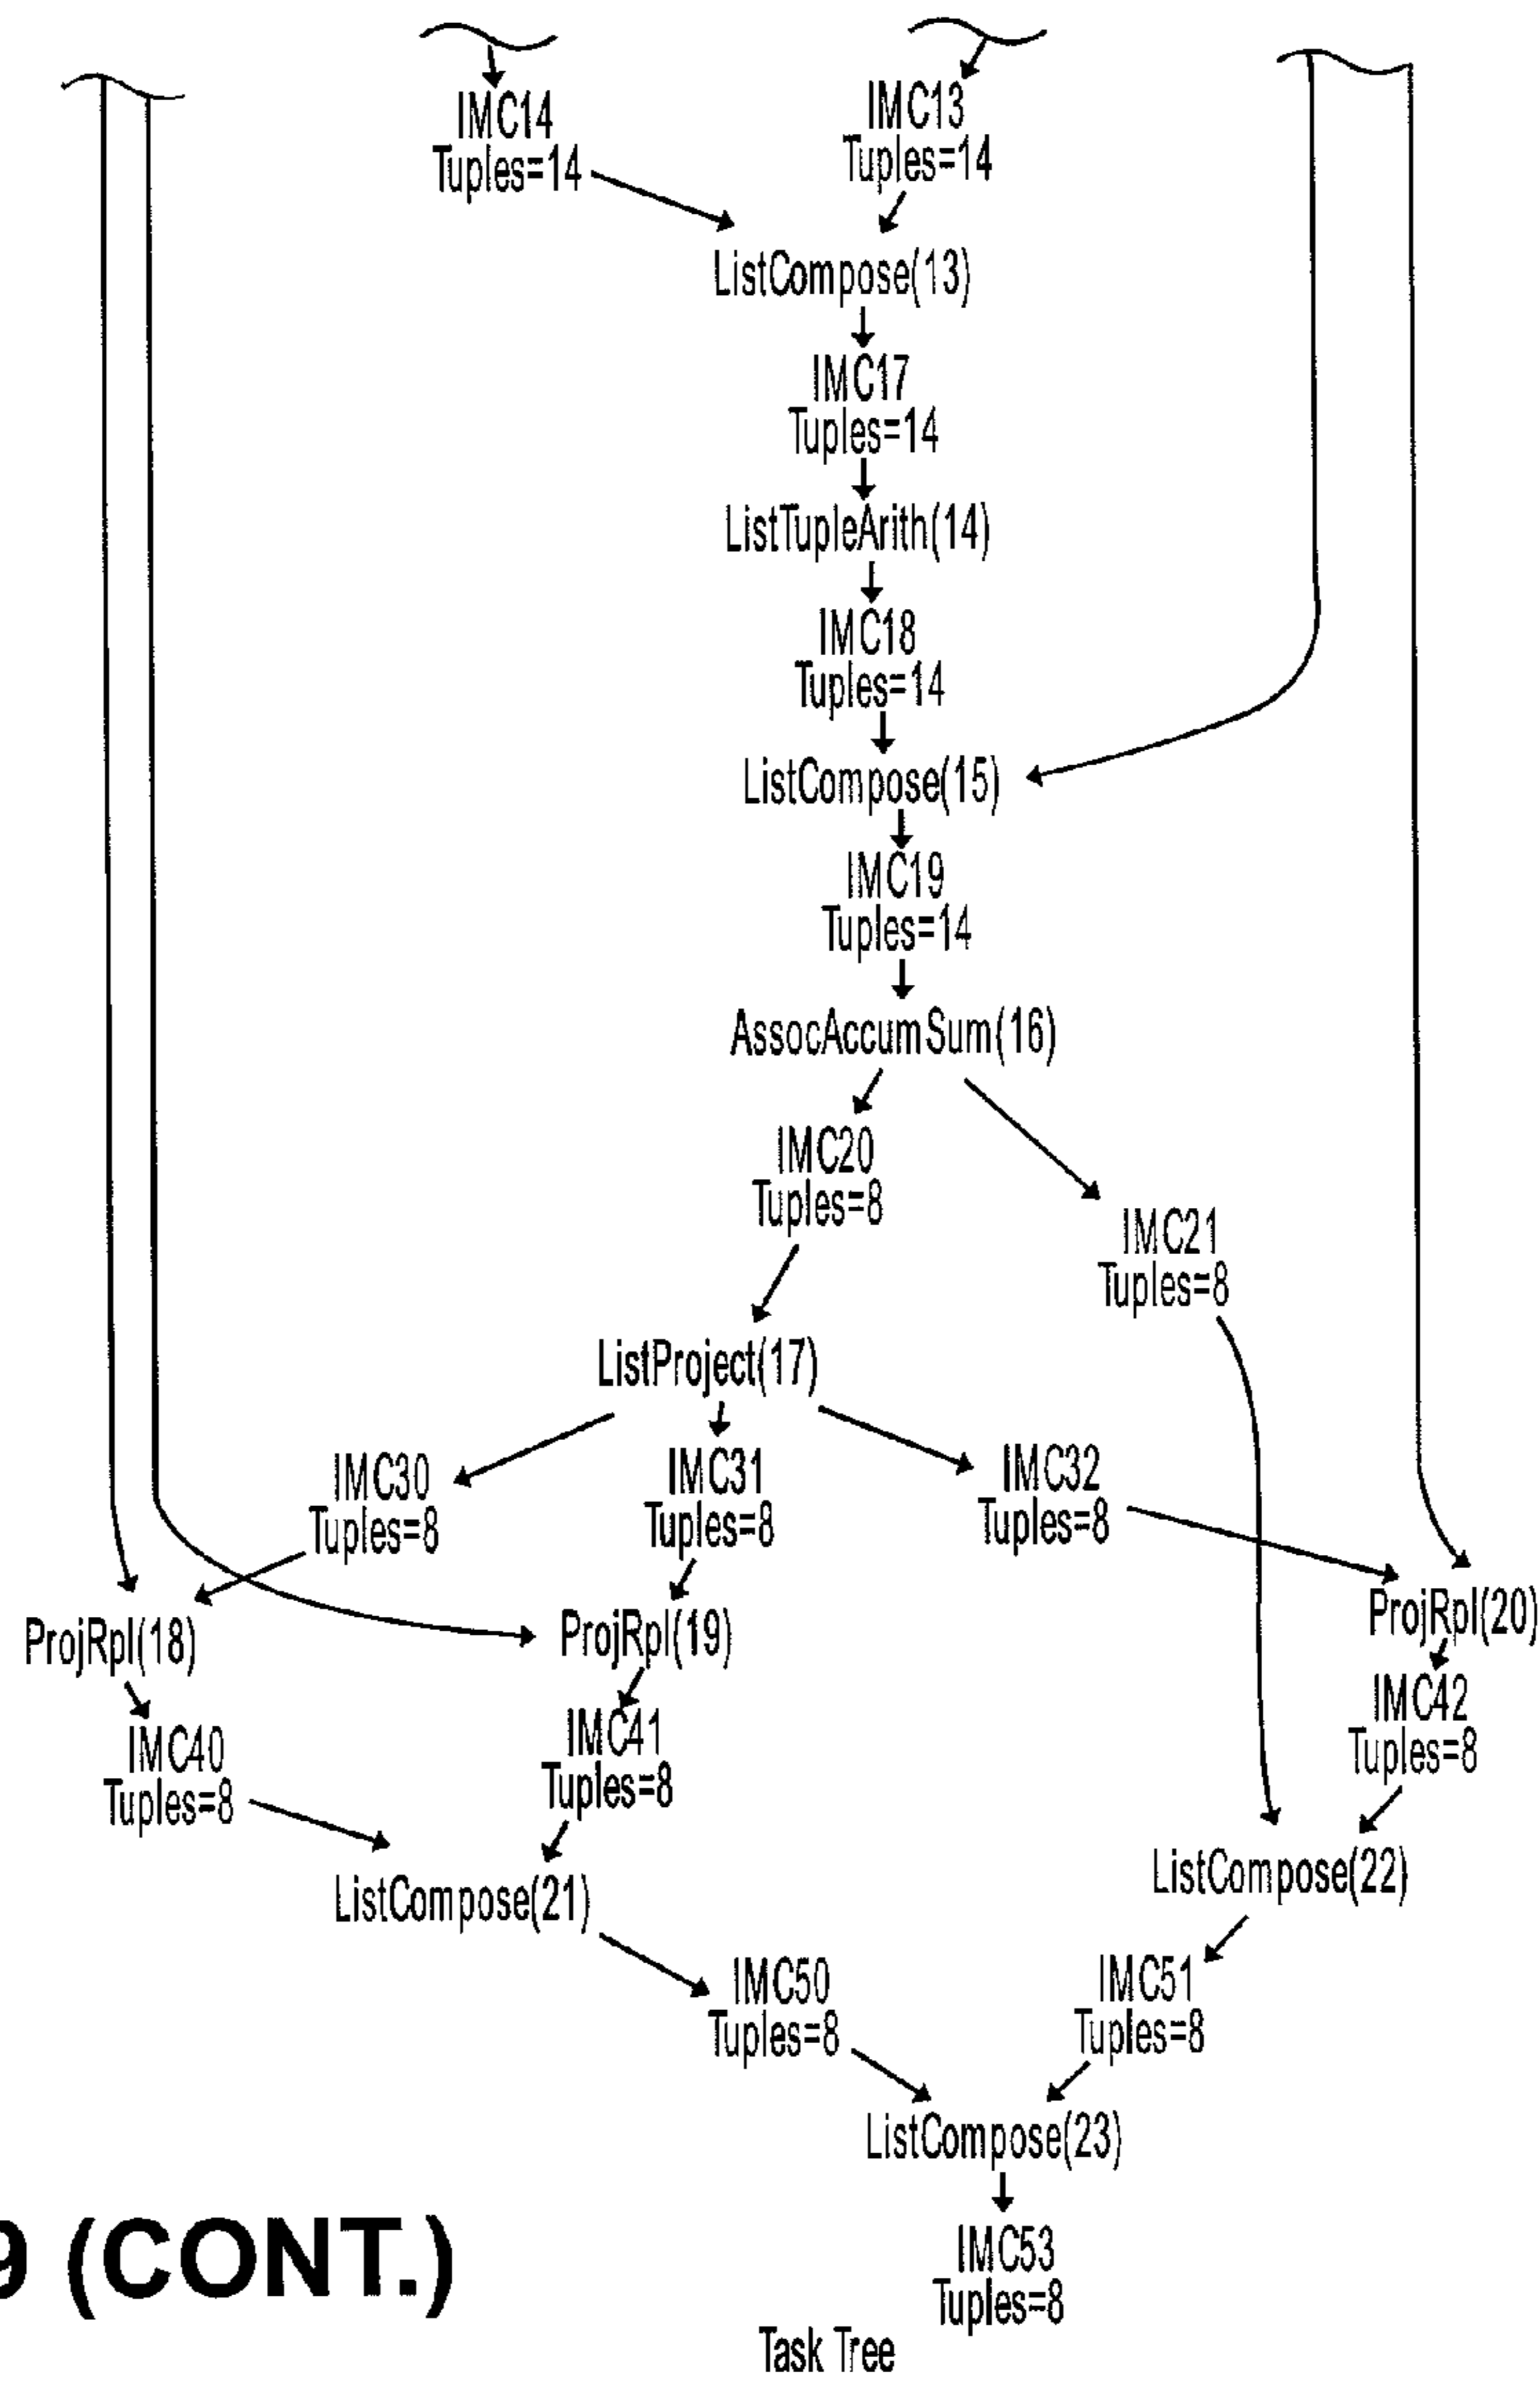 IMC14
Tuples=14
IMC13
Tuples=14
ListCompose(13)
IMC17
Tuples=14
ListTupleArith(14)
IMC18
Tuples=14
ListCompose(15)
IMC19
Tuples=14
AssocAccumSum(16)
IMC20
Tuples=8
IMC21
Tuples=8
ListProject(17)
IMC30
Tuples=8
IMC31
Tuples=8
IMC32
Tuples=8
ProjRpl(18)
ProjRpl(19)
ProjRpl(20)
IMC40
Tuples=8
IMC41
Tuples=8
IMC42
Tuples=8
ListCompose(21)
ListCompose(22)
IMC50
Tuples=8
IMC51
Tuples=8
ListCompose(23)
IMC53
Tuples=8
9 (CONT.)
Task Tree